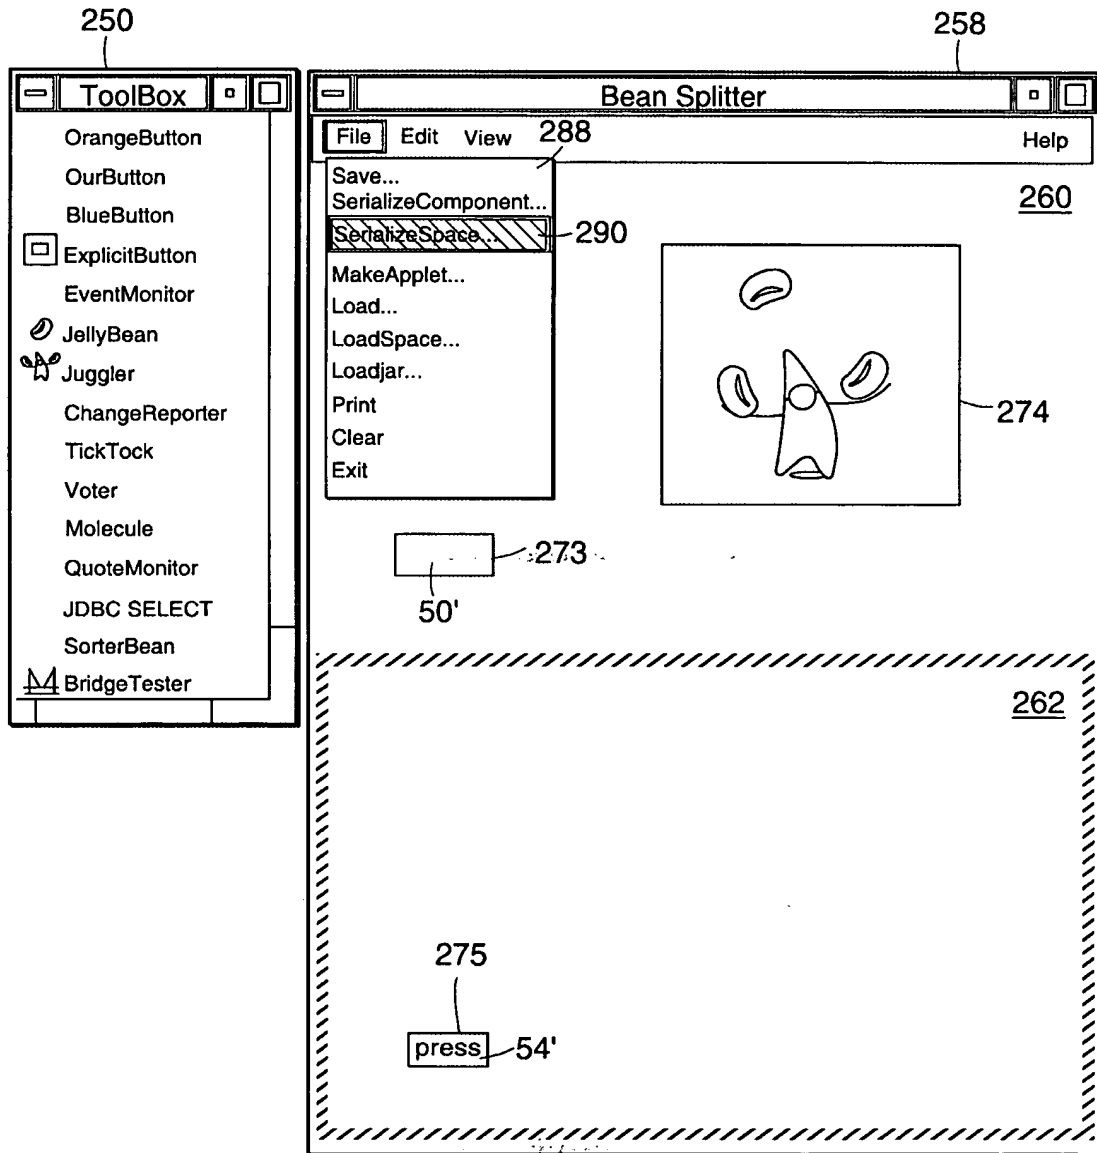 250
258
ToolBox
Bean Splitter
OrangeButton
OurButton
BlueButton
ExplicitButton
EventMonitor
JellyBean
Juggler
ChangeReporter
TickTock
Voter
Molecule
QuoteMonitor
JDBC SELECT
SorterBean
BridgeTester
File Edit View 288 Help
Save...
SerializeComponent...
SerializeSpace... 290
MakeApplet...
Load...
LoadSpace...
Loadjar...
Print
Clear
Exit
260
274
273
50'
262
275
press 54'